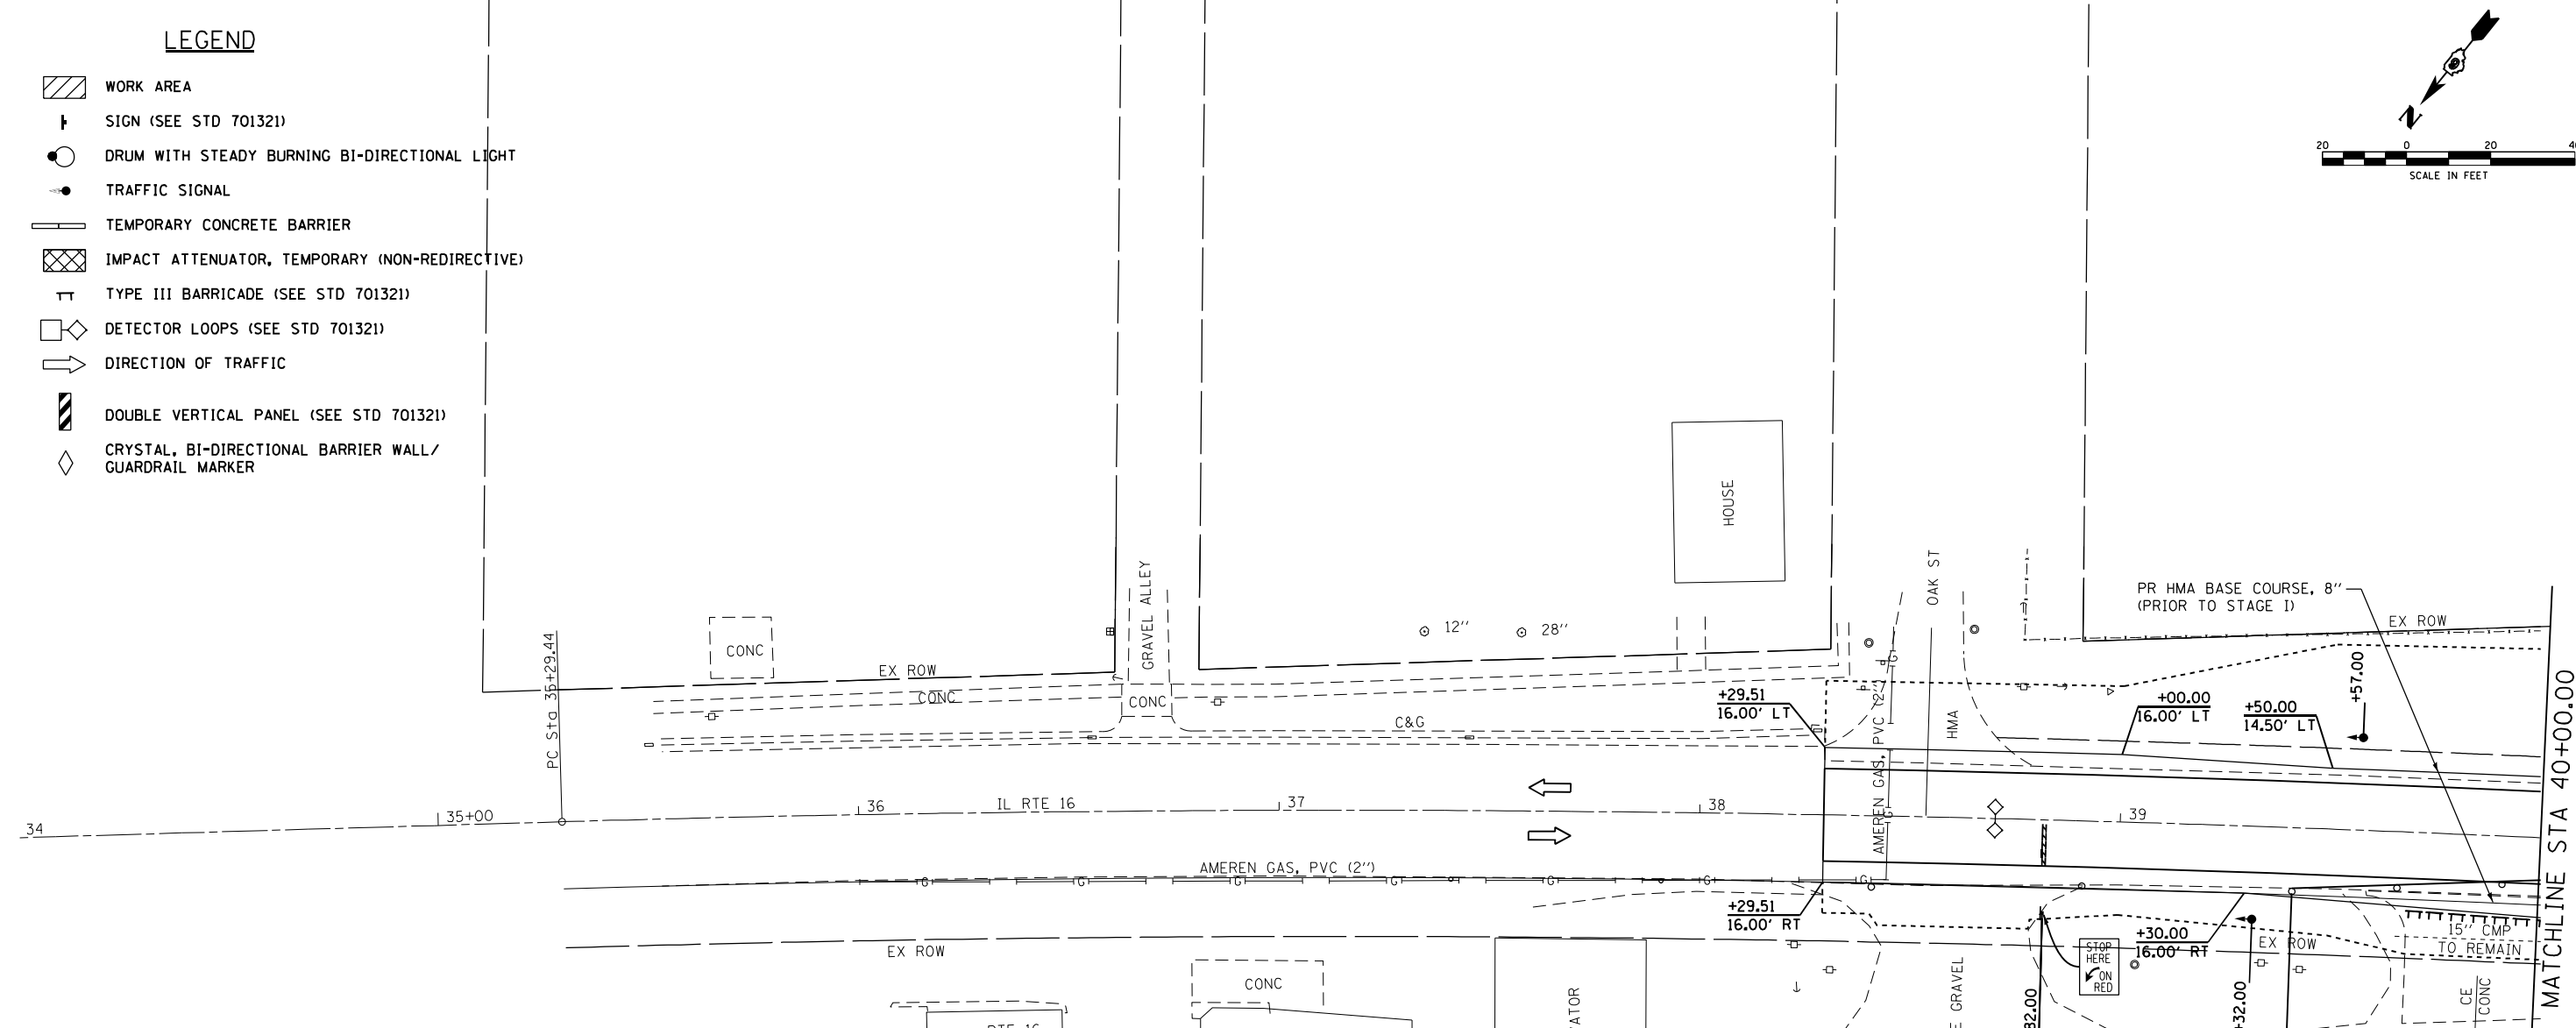 LEGEND
WORK AREA
SIGN (SEE STD 701321)
DRUM WITH STEADY BURNING BI-DIRECTIONAL LIGHT
TRAFFIC SIGNAL
TEMPORARY CONCRETE BARRIER
IMPACT ATTENUATOR, TEMPORARY (NON-REDIRECTIVE)
TYPE III BARRICADE (SEE STD 701321)
DETECTOR LOOPS (SEE STD 701321)
DIRECTION OF TRAFFIC
DOUBLE VERTICAL PANEL (SEE STD 701321)
CRYSTAL, BI-DIRECTIONAL BARRIER WALL/
GUARDRAIL MARKER
N
20 0 20
SCALE IN FEET
HOUSE
OAK ST
GRAVEL ALLEY
PR HMA BASE COURSE, 8"
(PRIOR TO STAGE I)
EX ROW
12"
28"
CONC
EX ROW
CONC
CONC
PC Sta 35+29.44
C&G
+29.51
16.00' LT
AMEREN GAS, PVC (2")
HMA
+00.00
16.00' LT
+50.00
14.50' LT
+57.00
MATCHLINE STA 40+00.00
34
35+00
36
IL RTE 16
37
38
39
AMEREN GAS, PVC (2")
G
G
G
G
G
G
G
G
G
+29.51
16.00' RT
EX ROW
+30.00
16.00' RT
STOP
HERE
ON
RED
EX ROW
15" CMP
TO REMAIN
CONC
GRAVEL
CE
CONC
+32.00
32.00
RTE 16